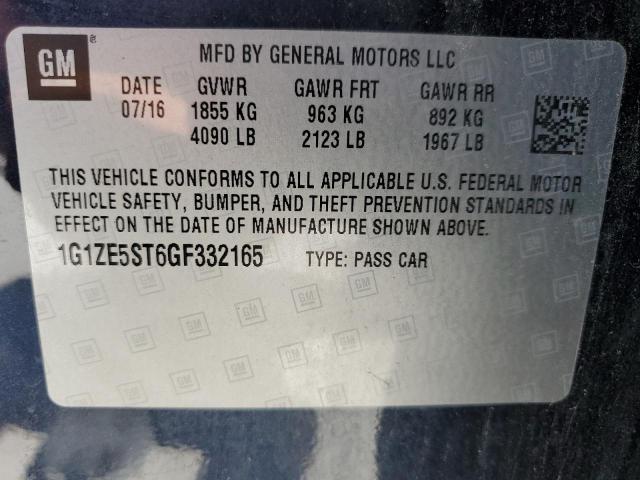 GM
MFD BY GENERAL MOTORS LLC
DATE GVWR GAWR FRT GAWR RR
07/16 1855 KG 963 KG 892 KG
4090 LB 2123 LB 1967 LB
THIS VEHICLE CONFORMS TO ALL APPLICABLE U.S. FEDERAL MOTOR
VEHICLE SAFETY, BUMPER, AND THEFT PREVENTION STANDARDS IN
EFFECT ON THE DATE OF MANUFACTURE SHOWN ABOVE.
1G1ZE5ST6GF332165 TYPE: PASS CAR